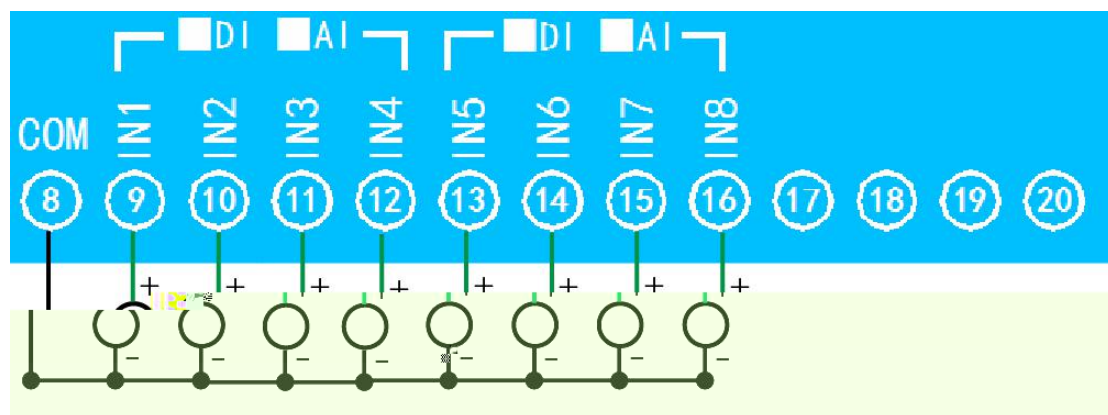 DI AI DI AI
COM IN1 IN2 IN3 IN4 IN5 IN6 IN7 IN8
8 9 10 11 12 13 14 15 16 17 18 19 20
+ + + + + + + +
- - - - - - - -